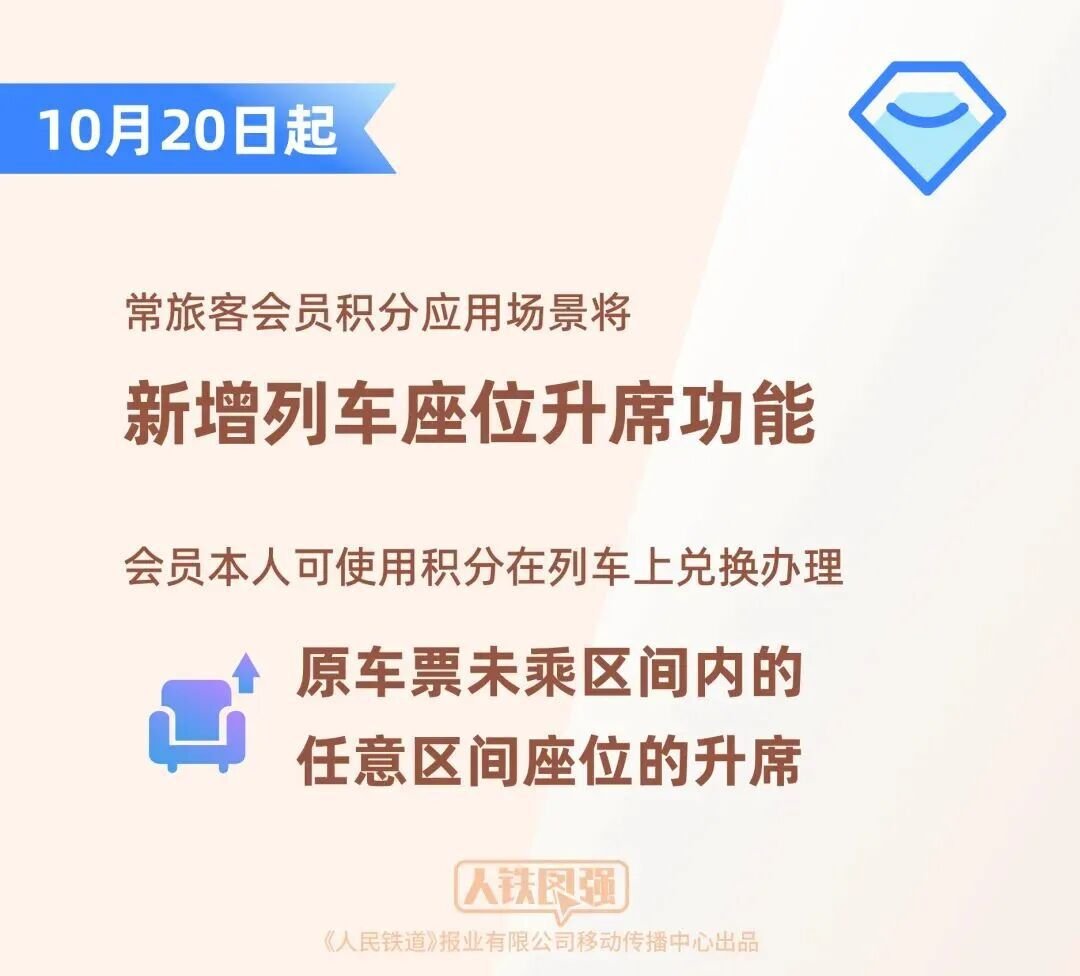 10月20日起
常旅客会员积分应用场景将
新增列车座位升席功能
会员本人可使用积分在列车上兑换办理
原车票未乘区间内的
任意区间座位的升席
人铁图强
《人民铁道》报业有限公司移动传播中心出品